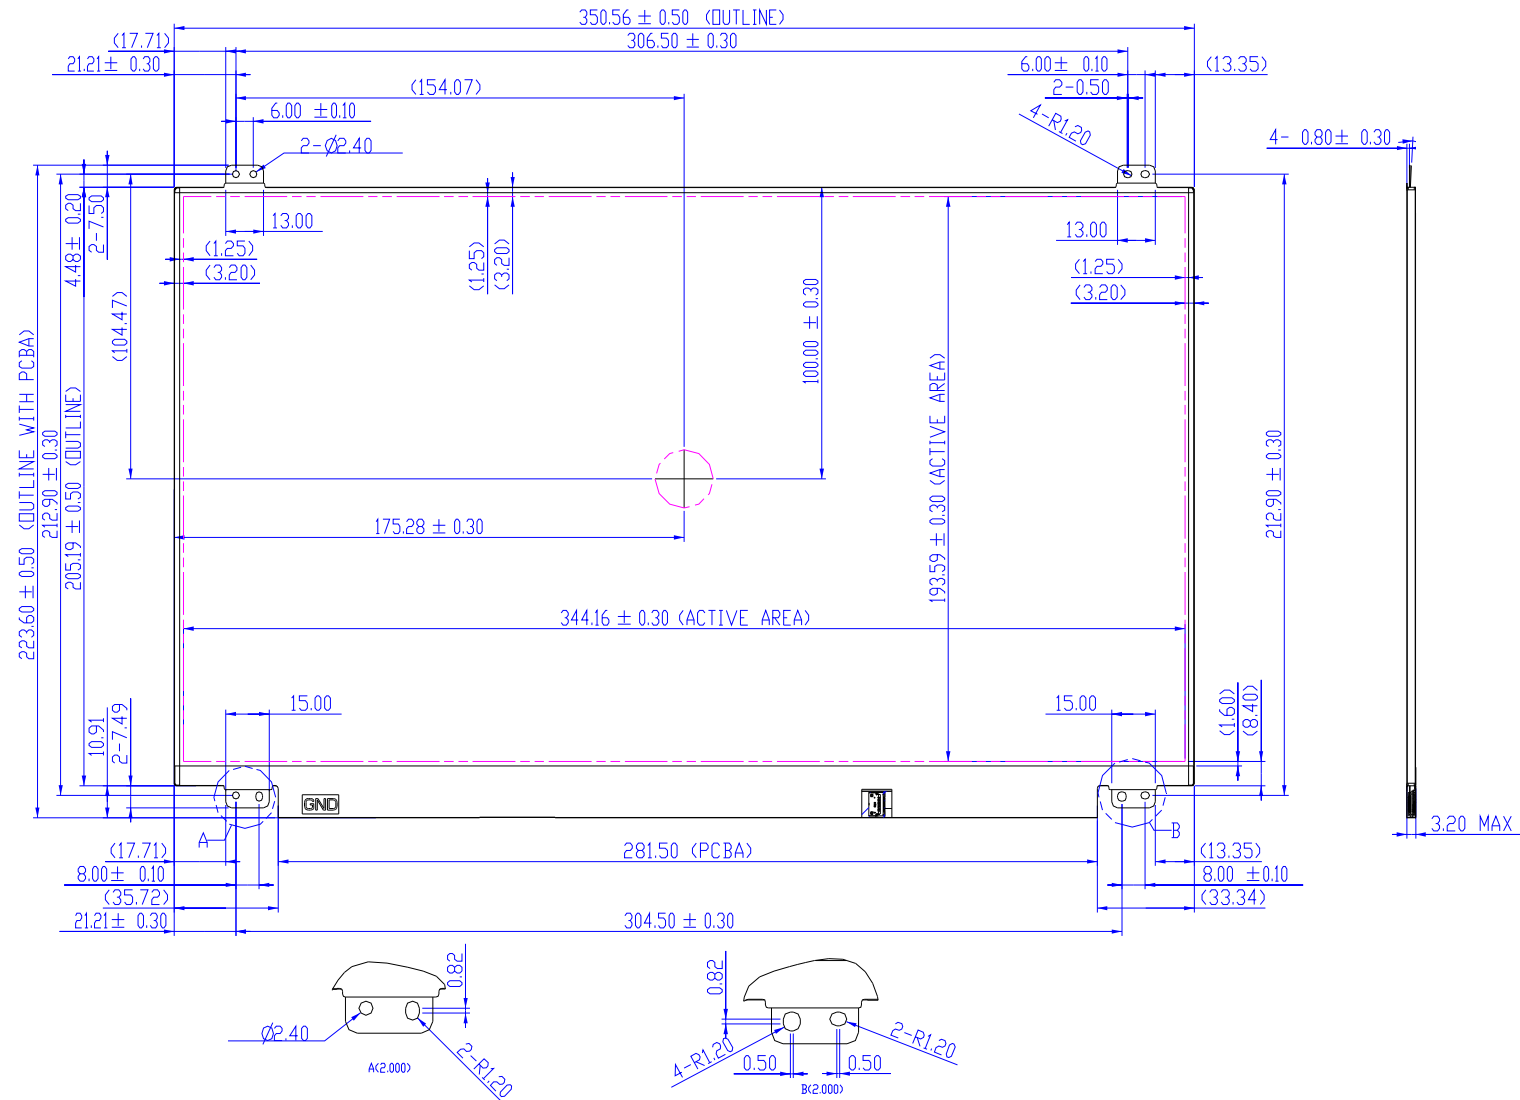 350.56 ± 0.50 (OUTLINE)
(17.71)
306.50 ± 0.30
21.21± 0.30
6.00± 0.10
(13.35)
(154.07)
2-0.50
6.00 ±0.10
4-R1.20
2-Ø2.40
4- 0.80± 0.30
4.48± 0.20
2-7.50
13.00
13.00
(1.25)
(3.20)
(1.25)
(3.20)
(1.25)
(3.20)
(104.47)
100.00 ± 0.30
223.60 ± 0.50 (OUTLINE WITH PCBA)
212.90 ± 0.30
205.19 ± 0.50 (OUTLINE)
193.59 ± 0.30 (ACTIVE AREA)
212.90 ± 0.30
175.28 ± 0.30
344.16 ± 0.30 (ACTIVE AREA)
15.00
15.00
10.91
2-7.49
(1.60)
(8.40)
GND
A
B
3.20 MAX
(17.71)
281.50 (PCBA)
(13.35)
8.00± 0.10
8.00 ±0.10
(35.72)
(33.34)
21.21± 0.30
304.50 ± 0.30
0.82
0.82
Ø2.40
2-R1.20
A(2.000)
4-R1.20
2-R1.20
0.50
0.50
B(2.000)